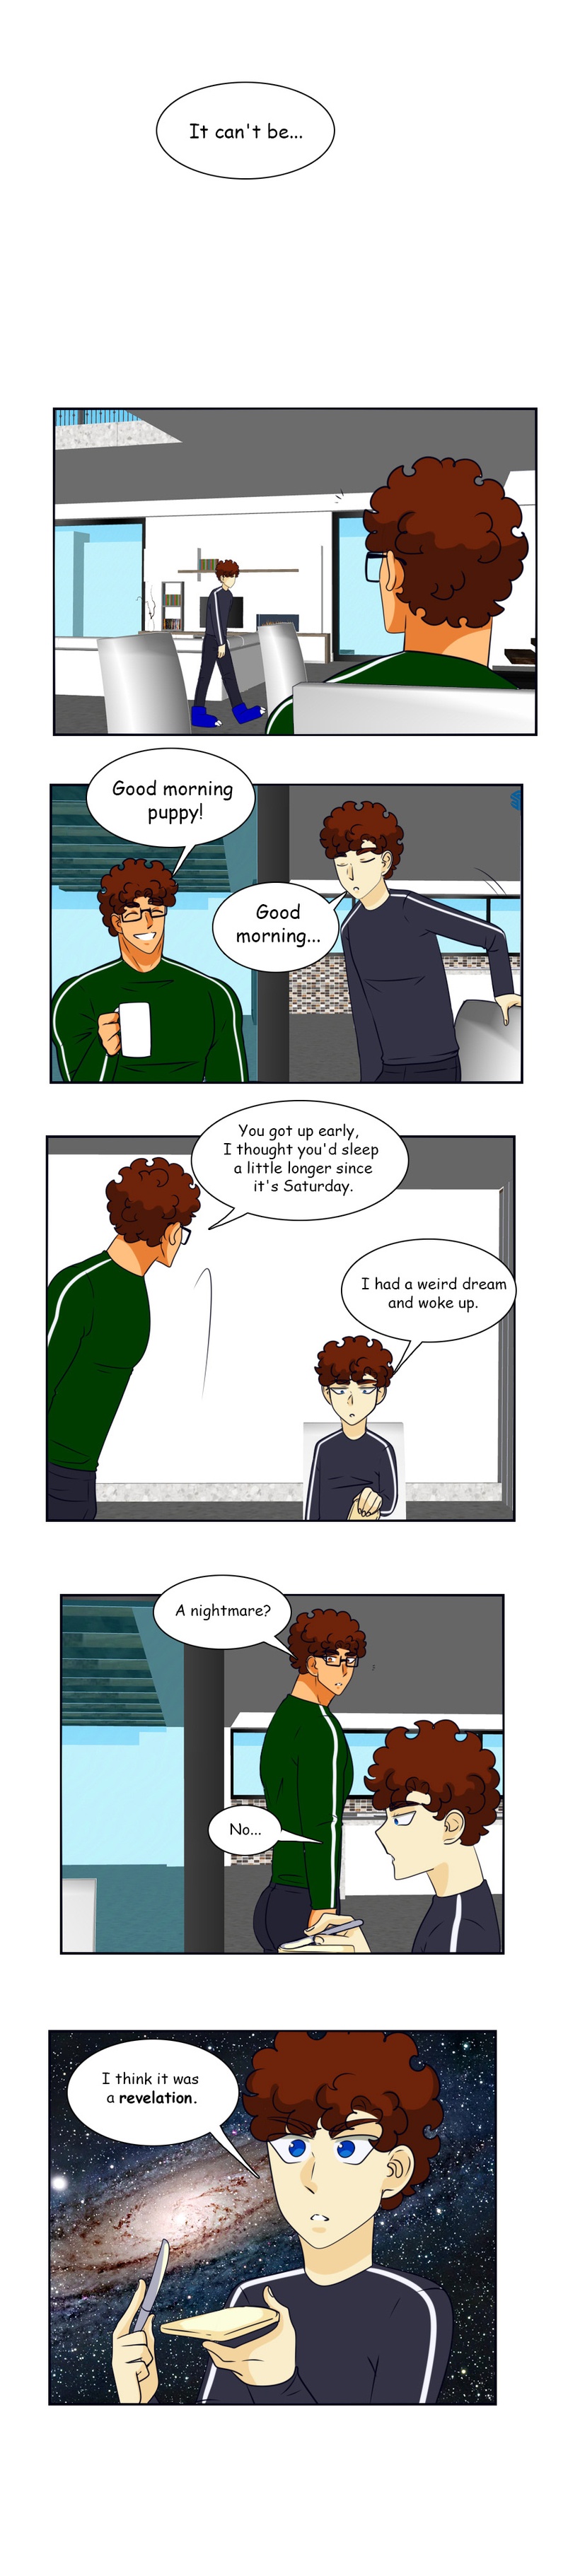 It can't be...
Good morning
puppy!
Good
morning...
You got up early,
I thought you'd sleep
a little longer since
it's Saturday.
I had a weird dream
and woke up.
A nightmare?
No...
I think it was
a revelation.